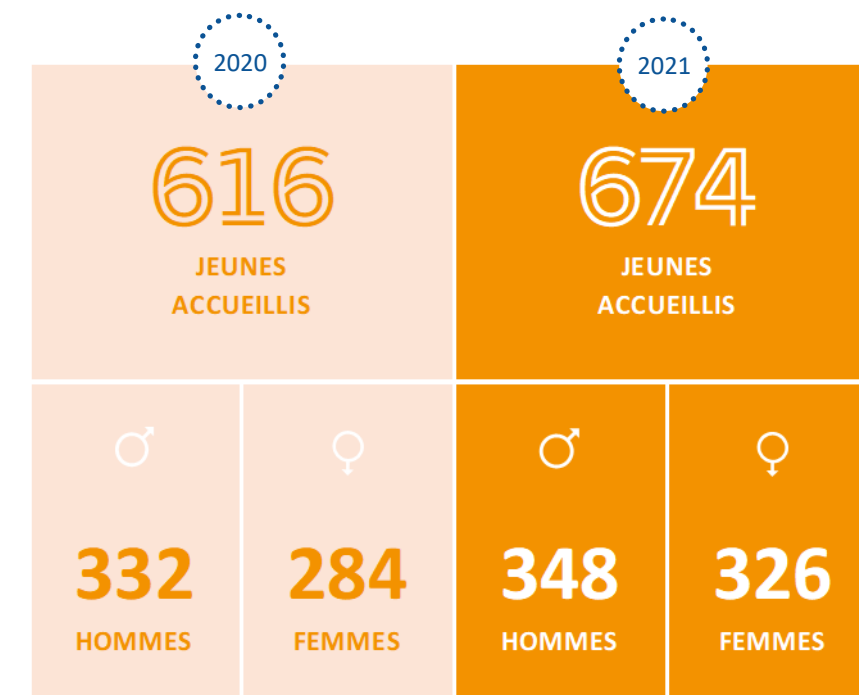 2020
616
JEUNES
ACCUEILLIS
332
HOMMES
284
FEMMES
2021
674
JEUNES
ACCUEILLIS
348
HOMMES
326
FEMMES